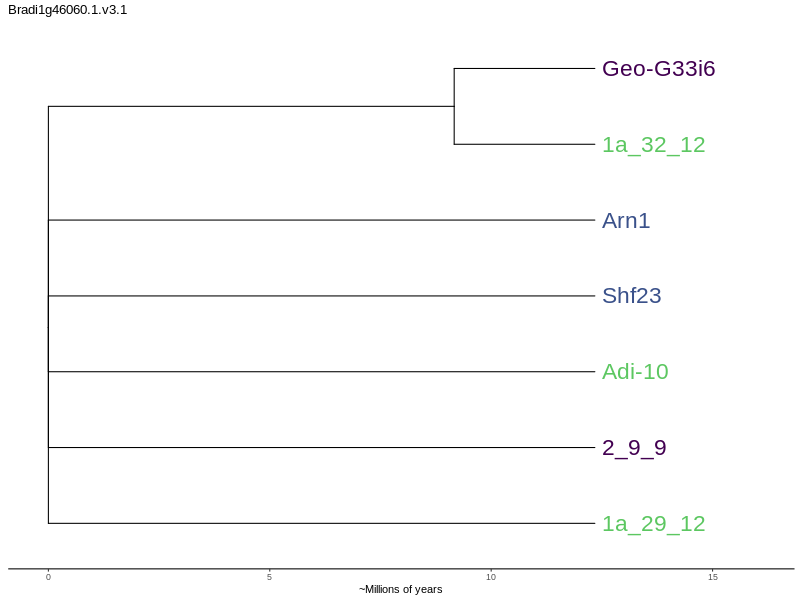 Bradi1g46060.1.v3.1
Geo-G33i6
1a_32_12
Arn1
Shf23
Adi-10
2_9_9
1a_29_12
0 5 10 15
~Millions of years